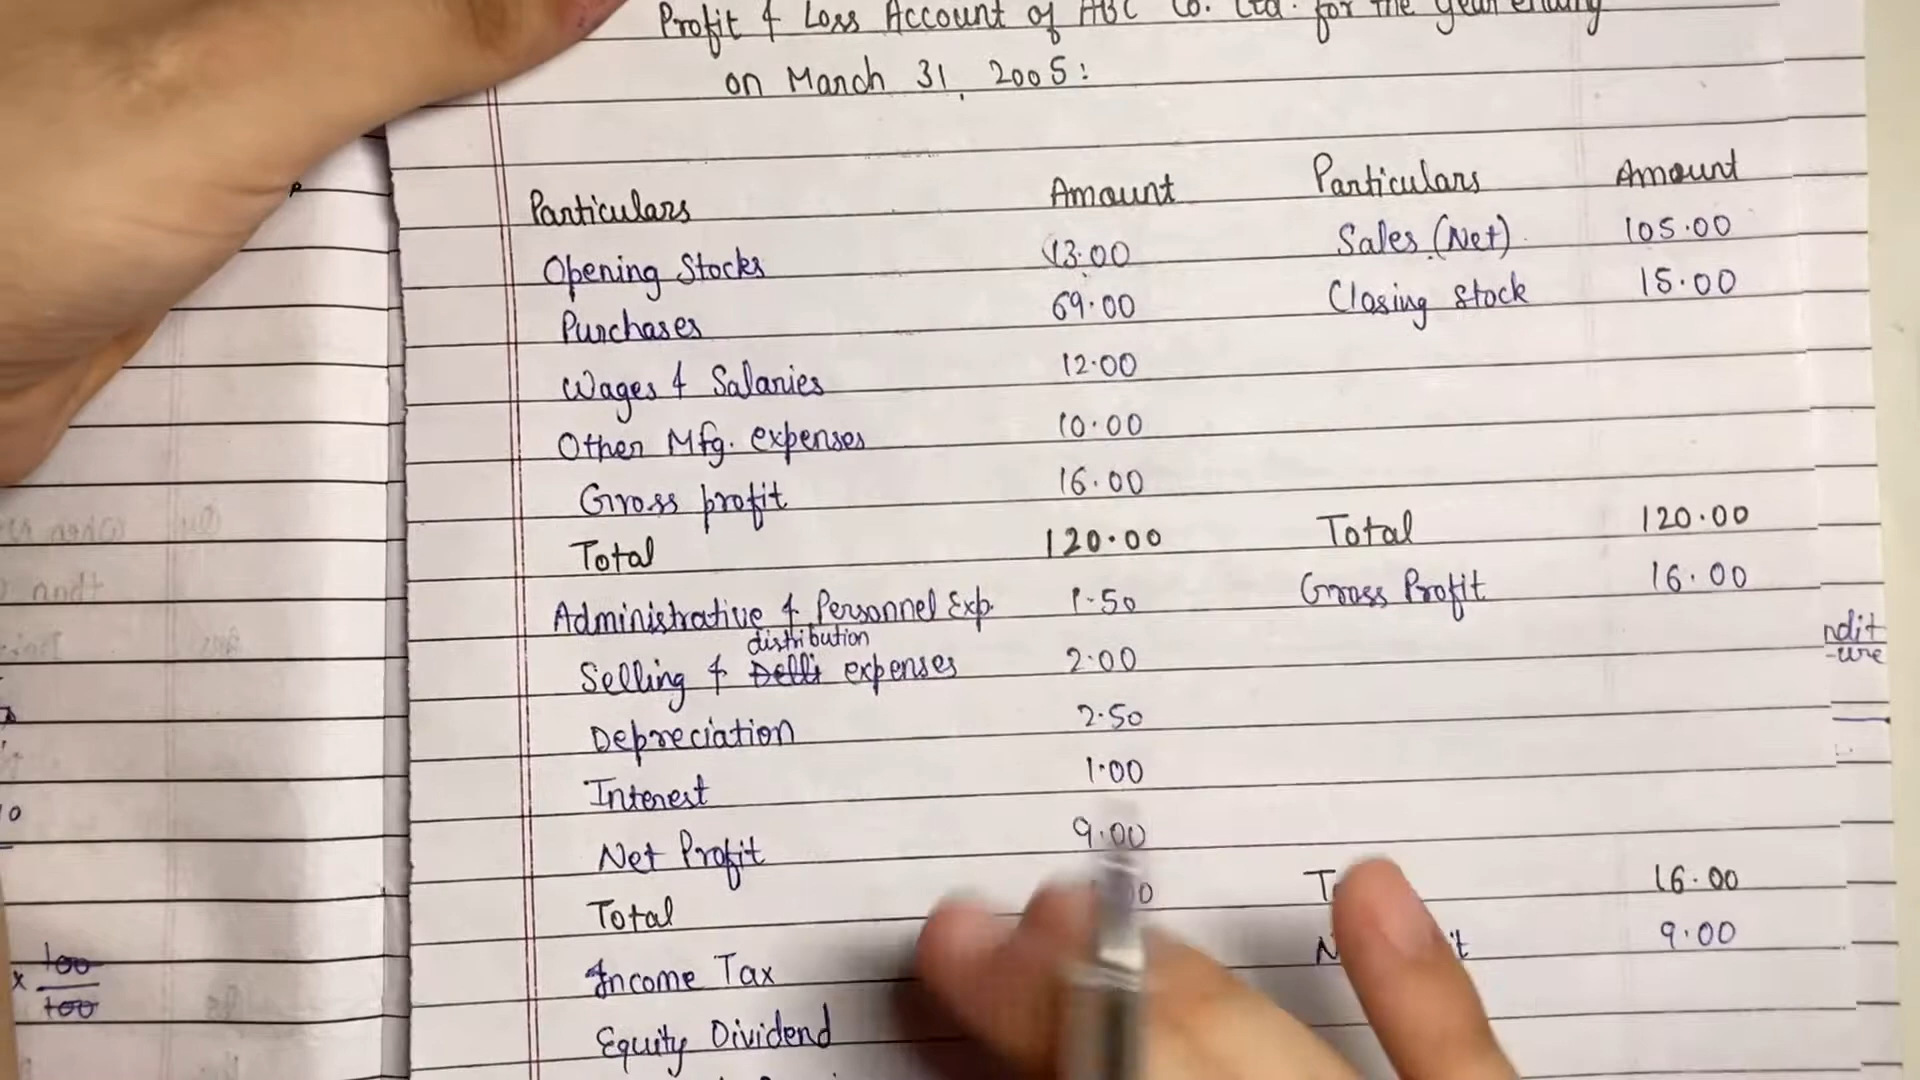 Profit & Loss Account of ABC Co. Ltd. for the year ending
on March 31, 2005:
Particulars Amount Particulars Amount
Opening Stocks 13.00 Sales (Net) 105.00
Purchases 69.00 Closing Stock 15.00
Wages & Salaries 12.00
Other Mfg. expenses 10.00
Gross profit 16.00
Total 120.00 Total 120.00
Administrative & Personnel Exp. 1.50 Gross Profit 16.00
distribution
Selling & expenses 2.00
Depreciation 2.50
Interest 1.00
Net Profit 9.00
Total 16.00
9.00
Income Tax
Equity Dividend
ndit
-ure
x 100
100